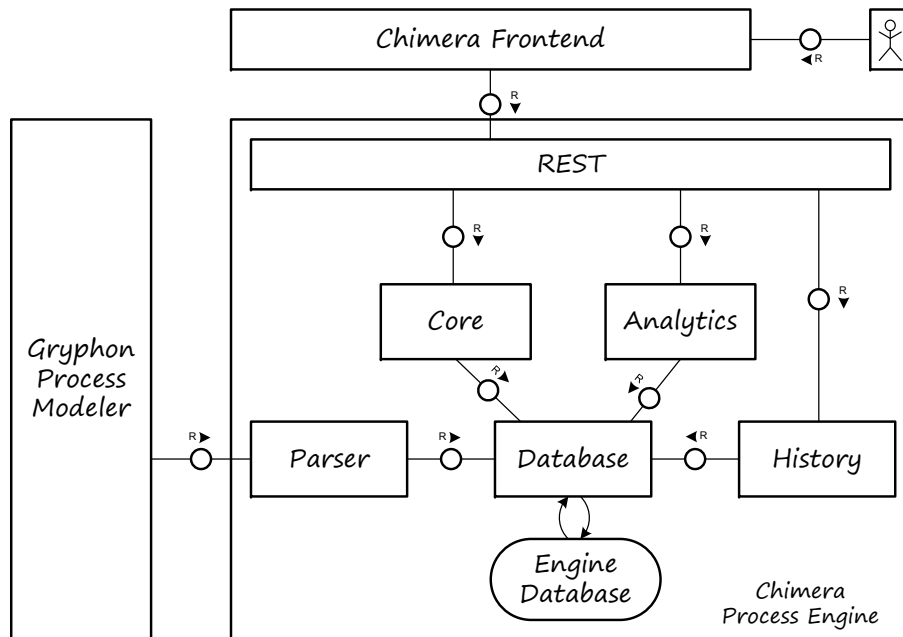 Chimera Frontend
R
R
REST
R
R
R
Core
Analytics
Gryphon
Process
Modeler
R
R
R
Parser
R
Database
R
History
Engine
Database
Chimera
Process Engine